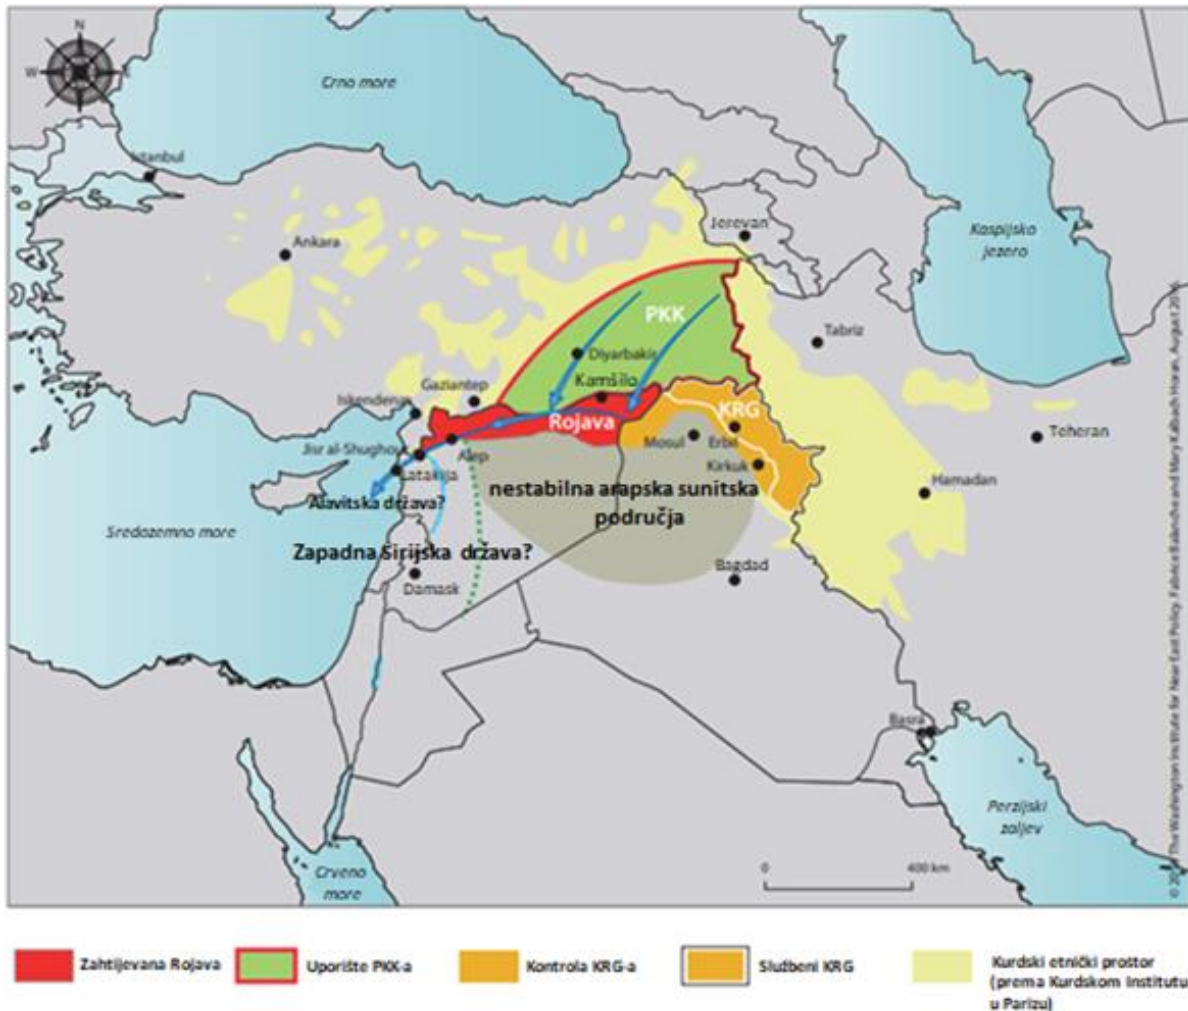 N
W
E
S
Crno more
Istanbul
Ankara
Jerevan
Kaspijsko
jezero
PKK
Tabriz
Diyarbakir
Kamšilo
Gaziantep
Iskenderun
Rojava
KRG
Teheran
Mosul
Erbil
Jisr al-Shughour
Alep
Kirkuk
Latakija
Hamadan
nestabilna arapska sunitska
područja
Alavitska država?
Sredozemno more
Zapadna Sirijska država?
Bagdad
Damask
Basra
Perzijski
zaljev
0
400 km
Crveno
more
The Washington Institute for Near East Policy. Fabrice Balanche and Mary Kalbach Horan, August 2016
Zahtijevana Rojava
Uporište PKK-a
Kontrola KRG-a
Službeni KRG
Kurdski etnički prostor
(prema Kurdskom Institutu
u Parizu)